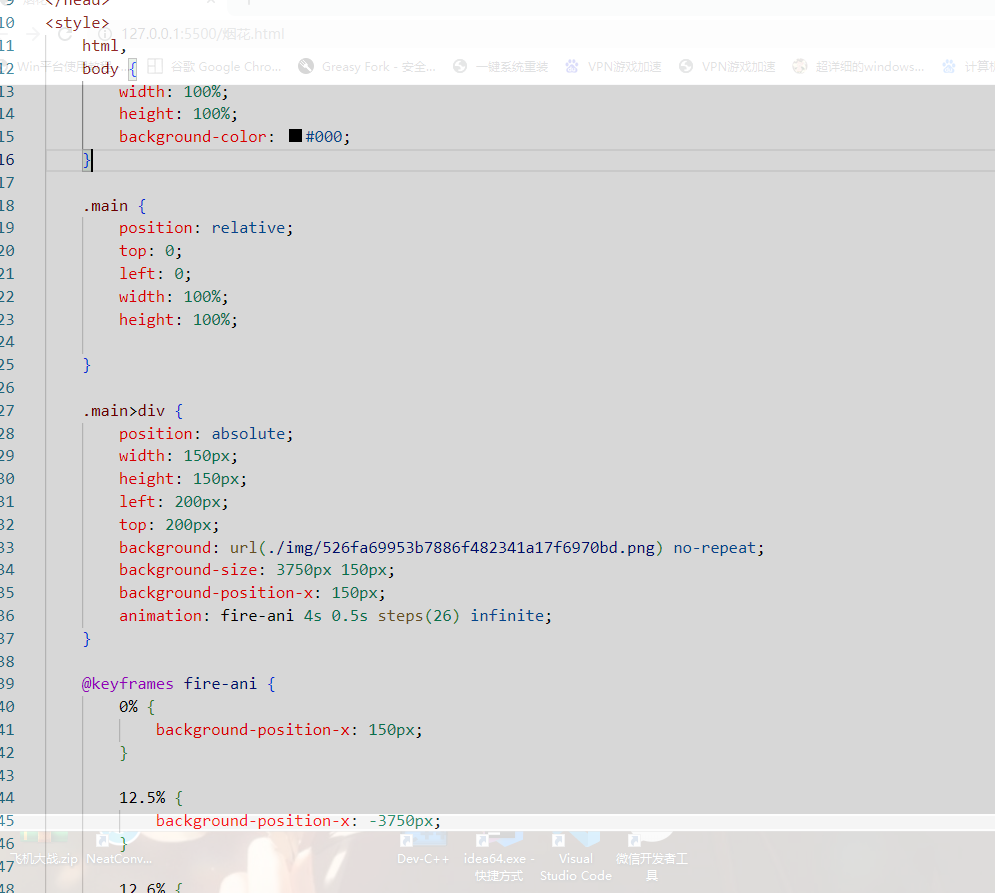 9 </head>
10 <style>
127.0.0.1:5500/烟花.html
11 html,
12 body {
谷歌 Google Chro... Greasy Fork - 安全... 一键系统重装 VPN游戏加速 VPN游戏加速 超详细的windows...
13 width: 100%;
14 height: 100%;
15 background-color: #000;
16 }
17
18 .main {
19 position: relative;
20 top: 0;
21 left: 0;
22 width: 100%;
23 height: 100%;
24
25 }
26
27 .main>div {
28 position: absolute;
29 width: 150px;
30 height: 150px;
31 left: 200px;
32 top: 200px;
33 background: url(./img/526fa69953b7886f482341a17f6970bd.png) no-repeat;
34 background-size: 3750px 150px;
35 background-position-x: 150px;
36 animation: fire-ani 4s 0.5s steps(26) infinite;
37 }
38
39 @keyframes fire-ani {
40 0% {
41 background-position-x: 150px;
42 }
43
44 12.5% {
45 background-position-x: -3750px;
46 }
飞机大战.zip NeatConv... Dev-C++ idea64.exe - 快捷方式 Visual Studio Code 微信开发者工具
47
48 12.6% {